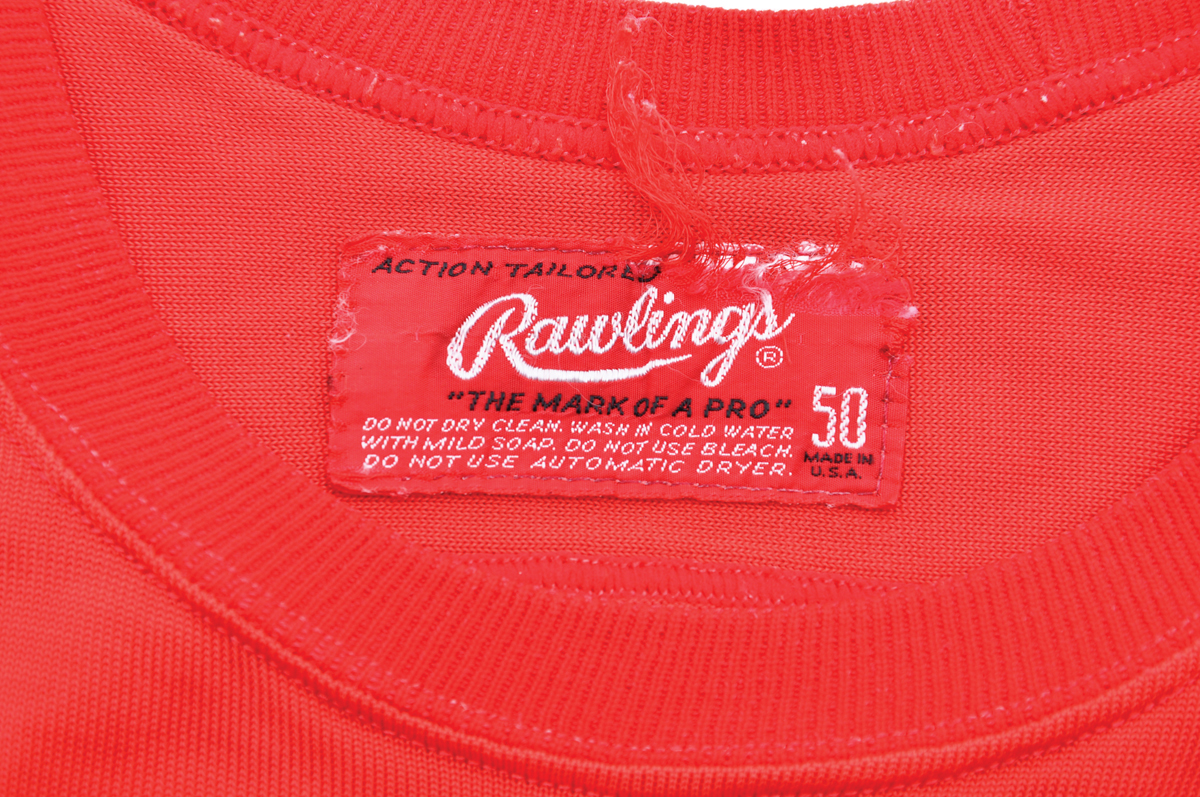 ACTION TAILORED
Rawlings ®
"THE MARK OF A PRO"
DO NOT DRY CLEAN. WASH IN COLD WATER
WITH MILD SOAP. DO NOT USE BLEACH.
DO NOT USE AUTOMATIC DRYER.
50
MADE IN
U.S.A.